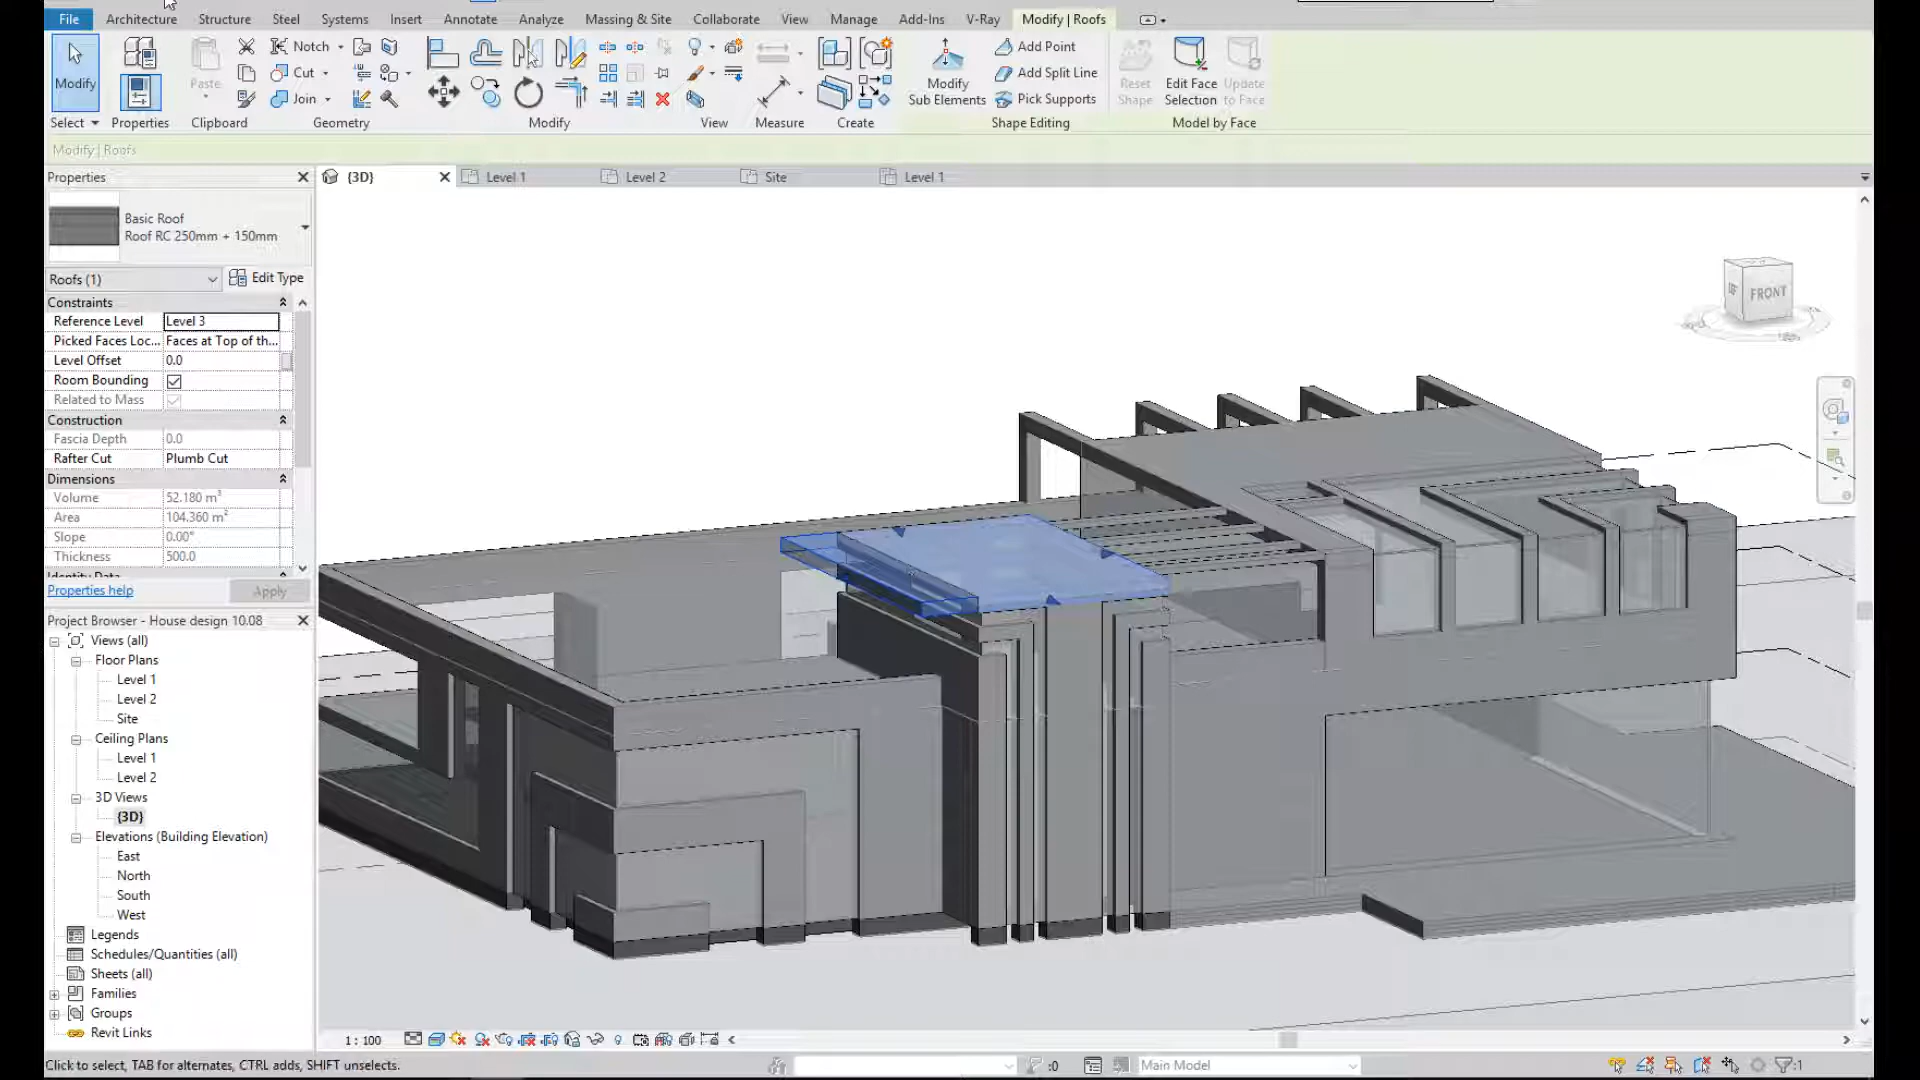 File Architecture Structure Steel Systems Insert Annotate Analyze Massing & Site Collaborate View Manage Add-Ins V-Ray Modify | Roofs
Modify
Select
Properties
Paste
Clipboard
Notch
Cut
Join
Geometry
Modify
View
Measure
Create
Modify
Sub Elements
Add Point
Add Split Line
Pick Supports
Shape Editing
Reset
Shape
Edit Face
Selection
Update
to Face
Model by Face
Modify | Roofs
Properties
{3D}
Level 1
Level 2
Site
Level 1
Basic Roof
Roof RC 250mm + 150mm
Roofs (1)
Edit Type
Constraints
Reference Level Level 3
Picked Faces Loc... Faces at Top of th...
Level Offset 0.0
Room Bounding
Related to Mass
Construction
Fascia Depth 0.0
Rafter Cut Plumb Cut
Dimensions
Volume 52.180 m³
Area 104.360 m²
Slope 0.00°
Thickness 500.0
Identity Data
Properties help
Apply
Project Browser - House design 10.08
Views (all)
Floor Plans
Level 1
Level 2
Site
Ceiling Plans
Level 1
Level 2
3D Views
{3D}
Elevations (Building Elevation)
East
North
South
West
Legends
Schedules/Quantities (all)
Sheets (all)
Families
Groups
Revit Links
FRONT
1 : 100
Click to select, TAB for alternates, CTRL adds, SHIFT unselects.
:0
Main Model
:1